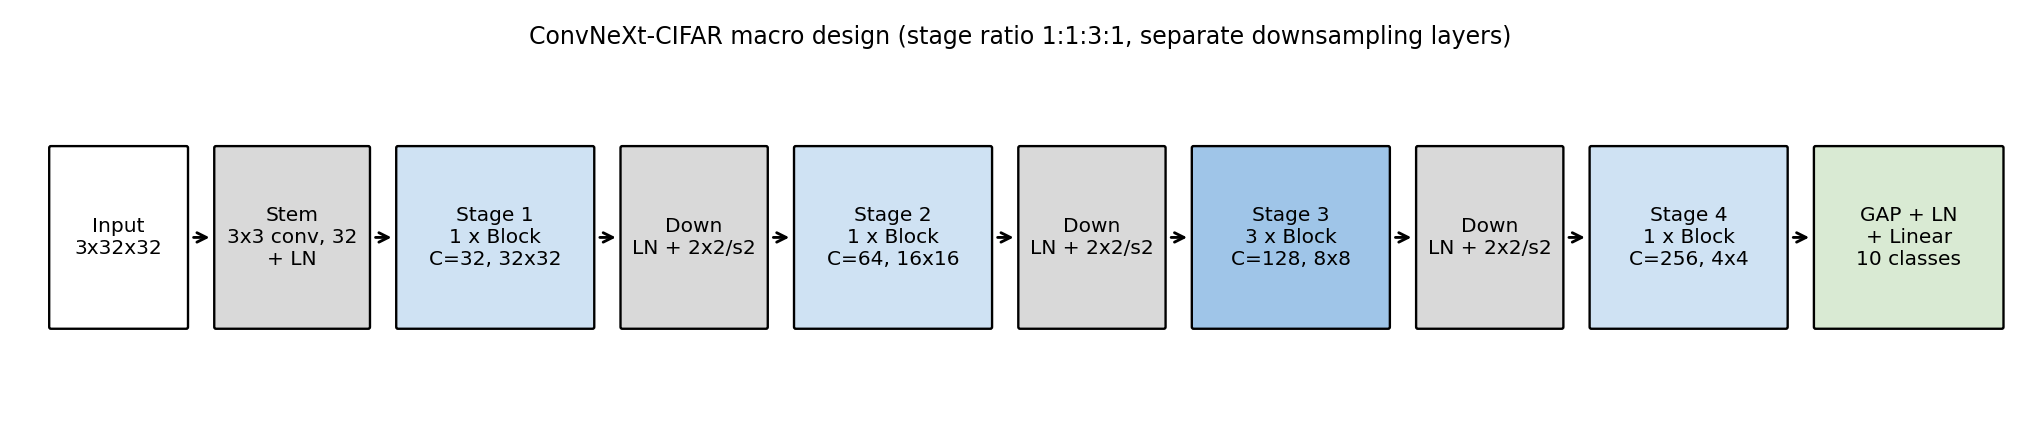 ConvNeXt-CIFAR macro design (stage ratio 1:1:3:1, separate downsampling layers)
Input
3x32x32
Stem
3x3 conv, 32
+ LN
Stage 1
1 x Block
C=32, 32x32
Down
LN + 2x2/s2
Stage 2
1 x Block
C=64, 16x16
Down
LN + 2x2/s2
Stage 3
3 x Block
C=128, 8x8
Down
LN + 2x2/s2
Stage 4
1 x Block
C=256, 4x4
GAP + LN
+ Linear
10 classes